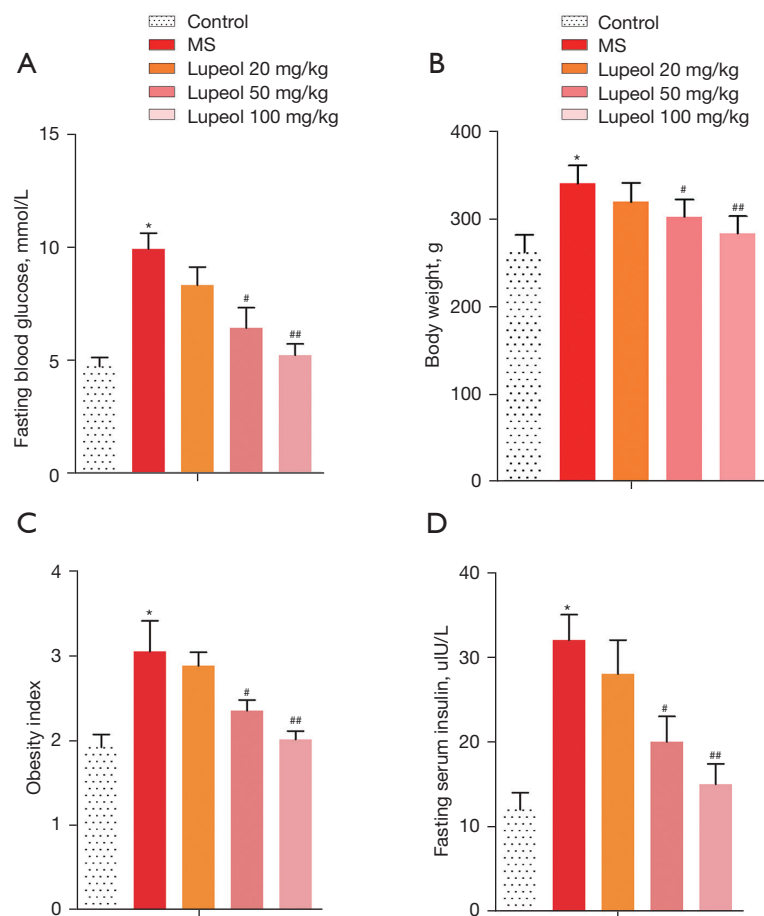 Control
MS
Lupeol 20 mg/kg
Lupeol 50 mg/kg
Lupeol 100 mg/kg
A
Fasting blood glucose, mmol/L
15
10
5
0
*
#
##
Control
MS
Lupeol 20 mg/kg
Lupeol 50 mg/kg
Lupeol 100 mg/kg
B
Body weight, g
400
300
200
100
0
*
#
##
C
Obesity index
4
3
2
1
0
*
#
##
D
Fasting serum insulin, uIU/L
40
30
20
10
0
*
#
##